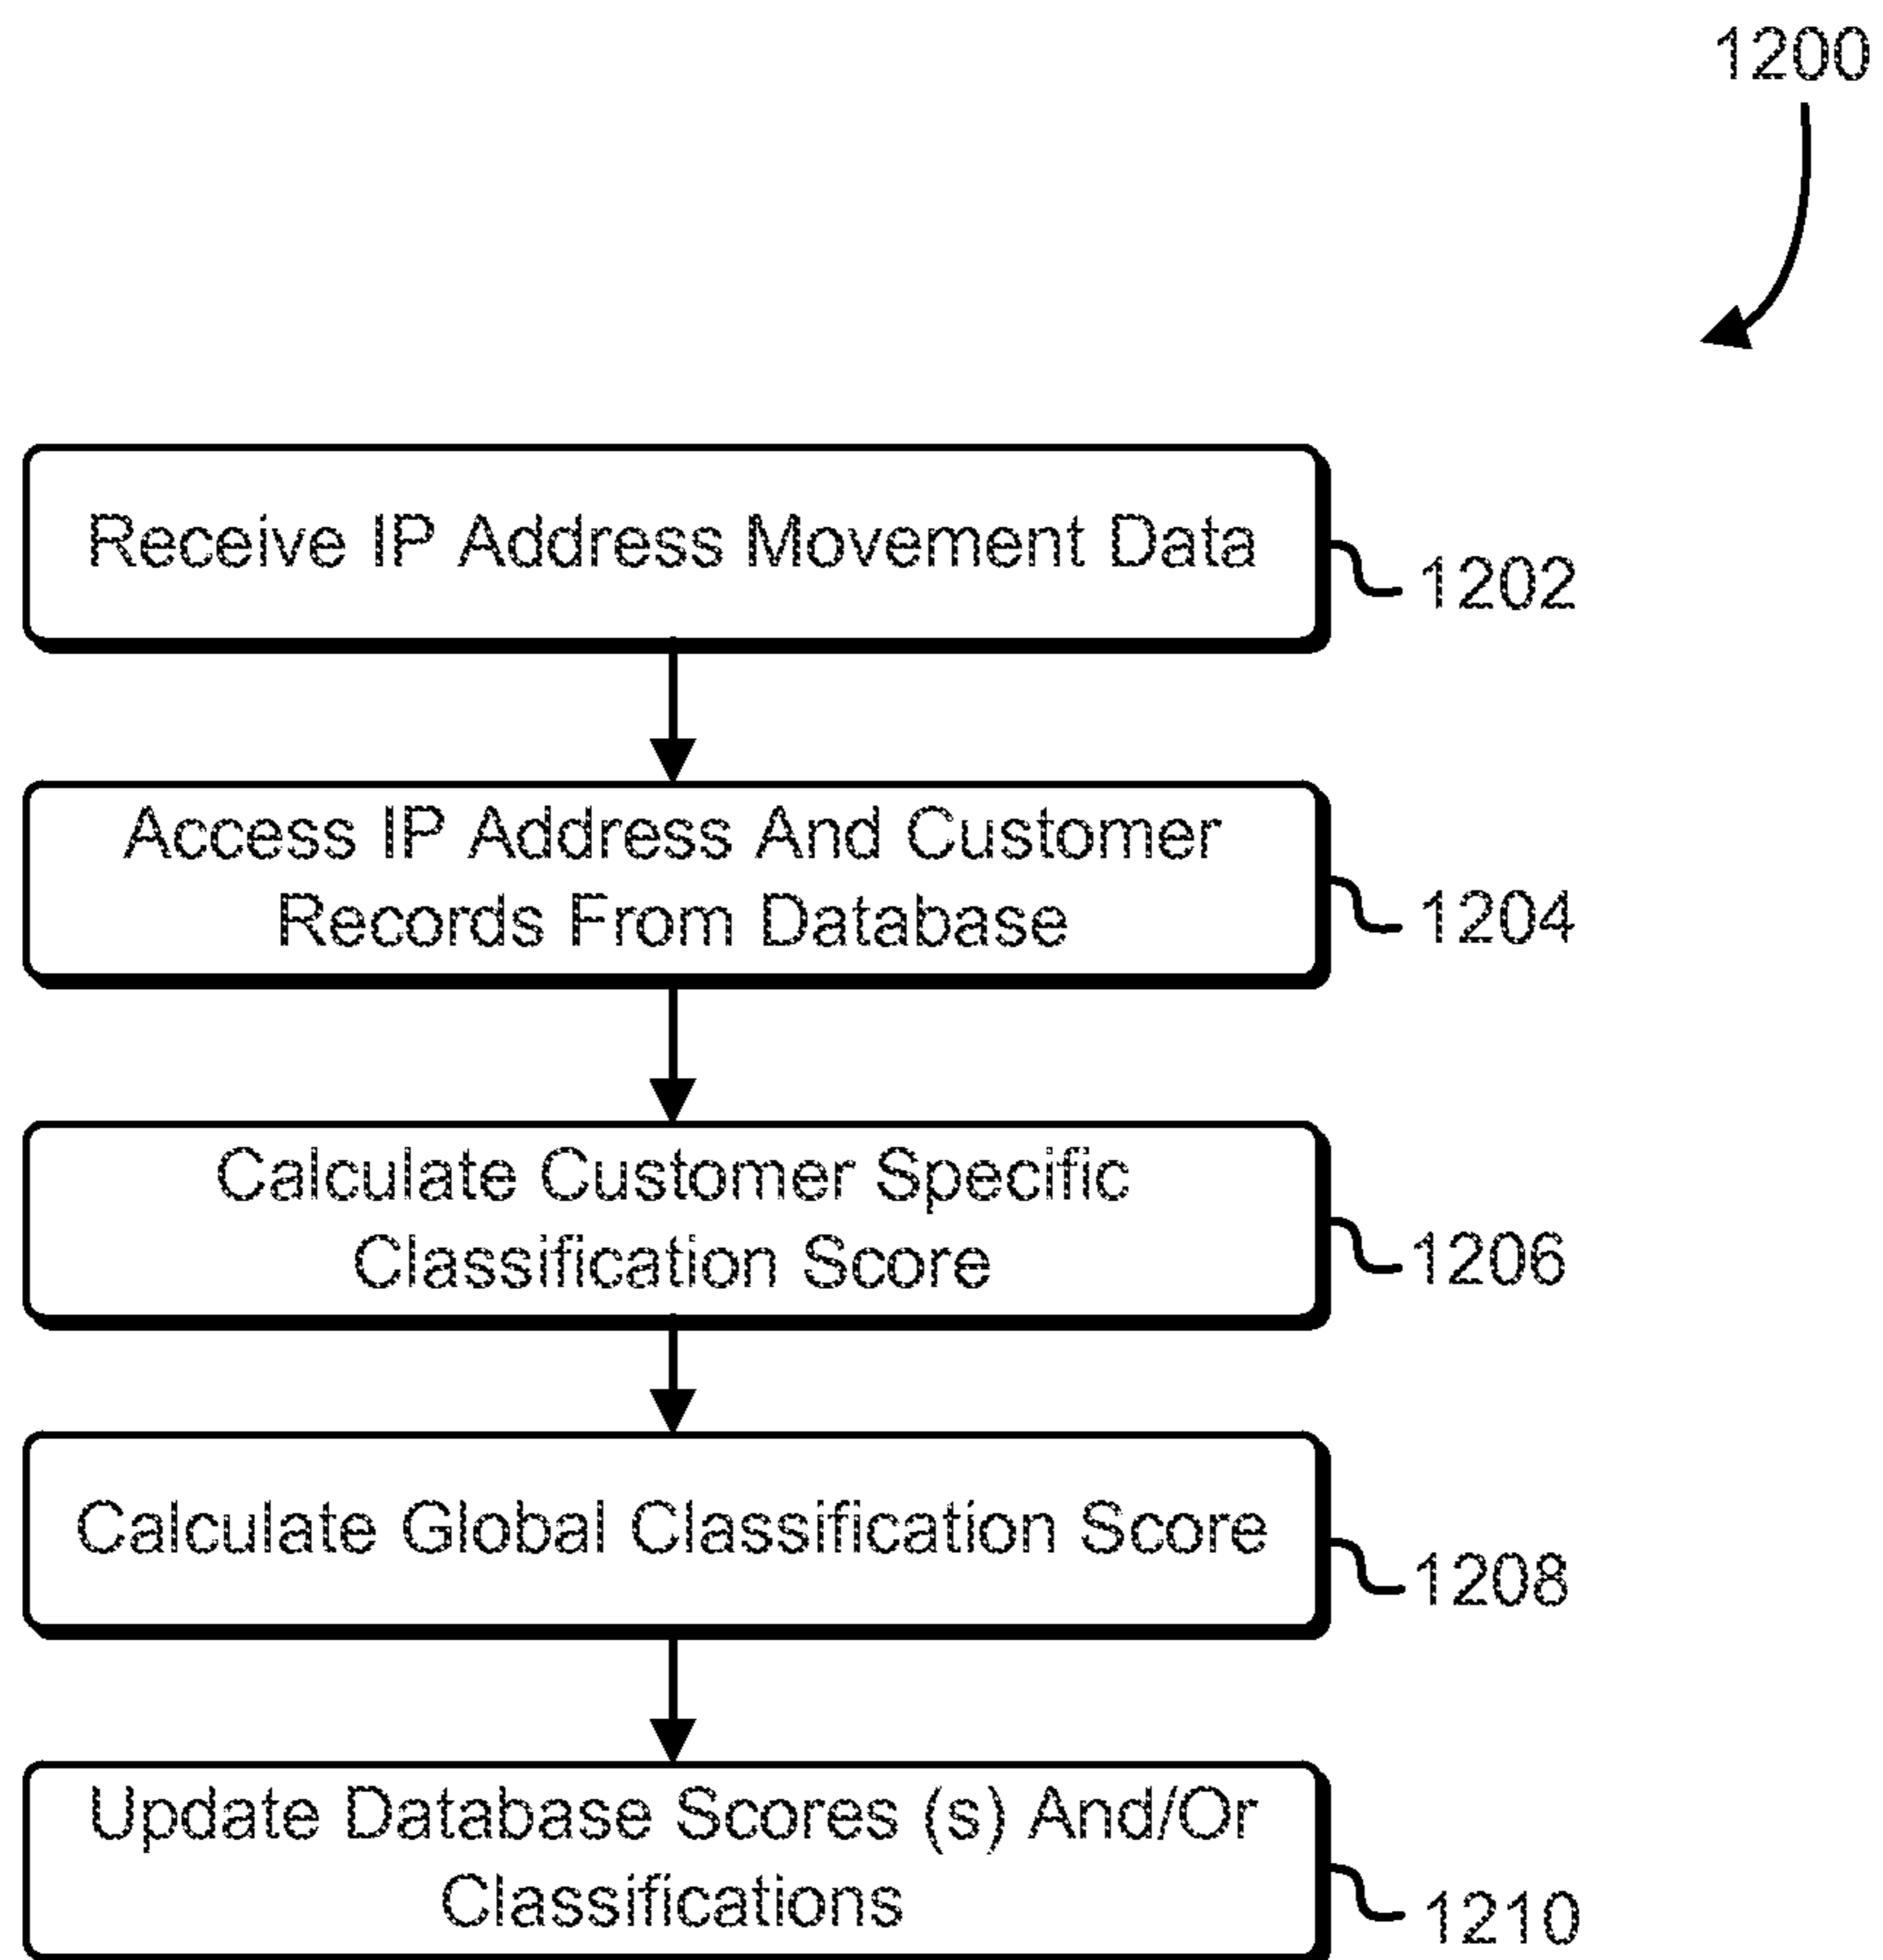 1200
Receive IP Address Movement Data
1202
Access IP Address And Customer
Records From Database
1204
Calculate Customer Specific
Classification Score
1206
Calculate Global Classification Score
1208
Update Database Scores (s) And/Or
Classifications
1210